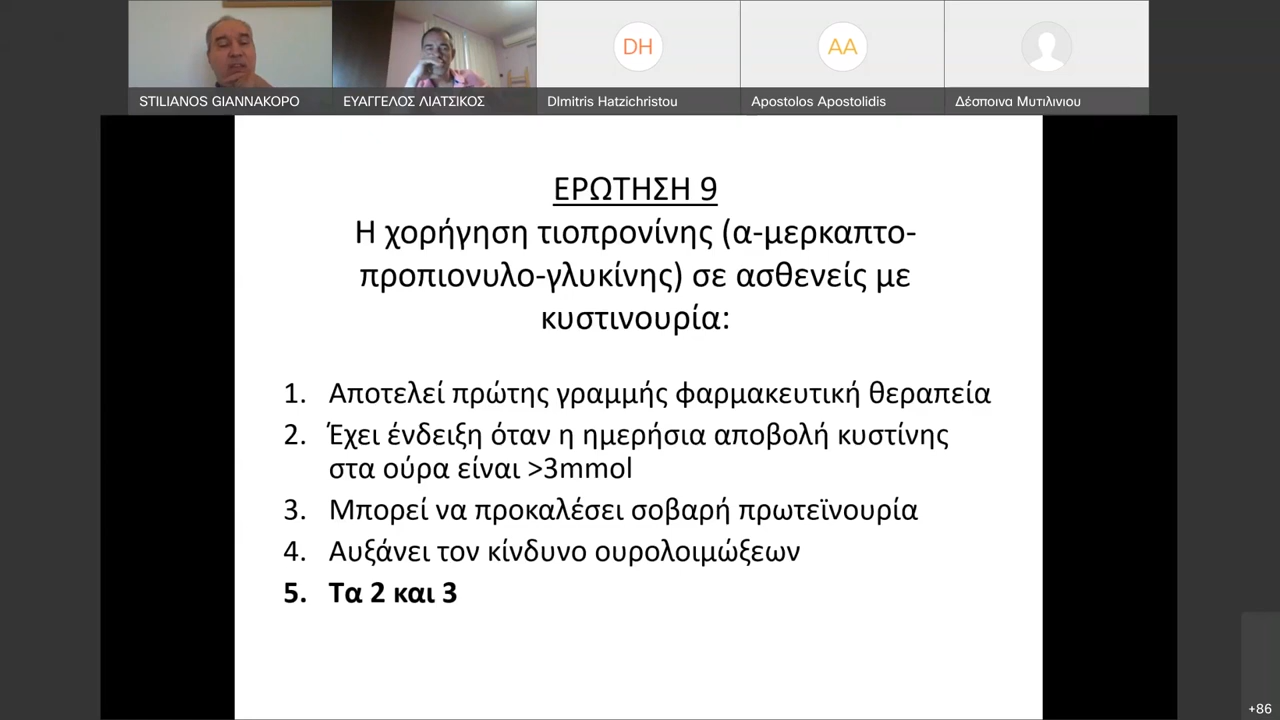 STILIANOS GIANNAKOPO
ΕΥΑΓΓΕΛΟΣ ΛΙΑΤΣΙΚΟΣ
DH
DImitris Hatzichristou
AA
Apostolos Apostolidis
Δέσποινα Μυτιλινιου
ΕΡΩΤΗΣΗ 9
Η χορήγηση τιοπρονίνης (α-μερκαπτο-
προπιονυλο-γλυκίνης) σε ασθενείς με
κυστινουρία:
1. Αποτελεί πρώτης γραμμής φαρμακευτική θεραπεία
2. Έχει ένδειξη όταν η ημερήσια αποβολή κυστίνης
στα ούρα είναι >3mmol
3. Μπορεί να προκαλέσει σοβαρή πρωτεϊνουρία
4. Αυξάνει τον κίνδυνο ουρολοιμώξεων
5. Τα 2 και 3
+86